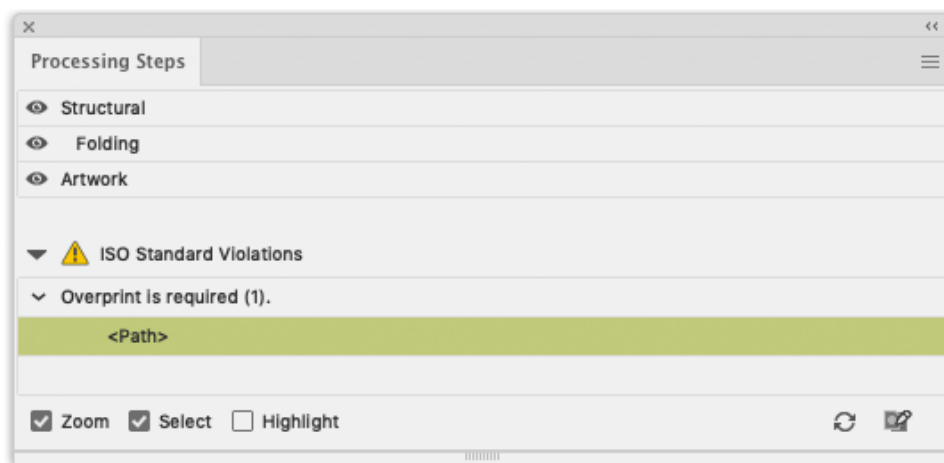 Processing Steps
Structural
Folding
Artwork
ISO Standard Violations
Overprint is required (1).
<Path>
Zoom Select Highlight